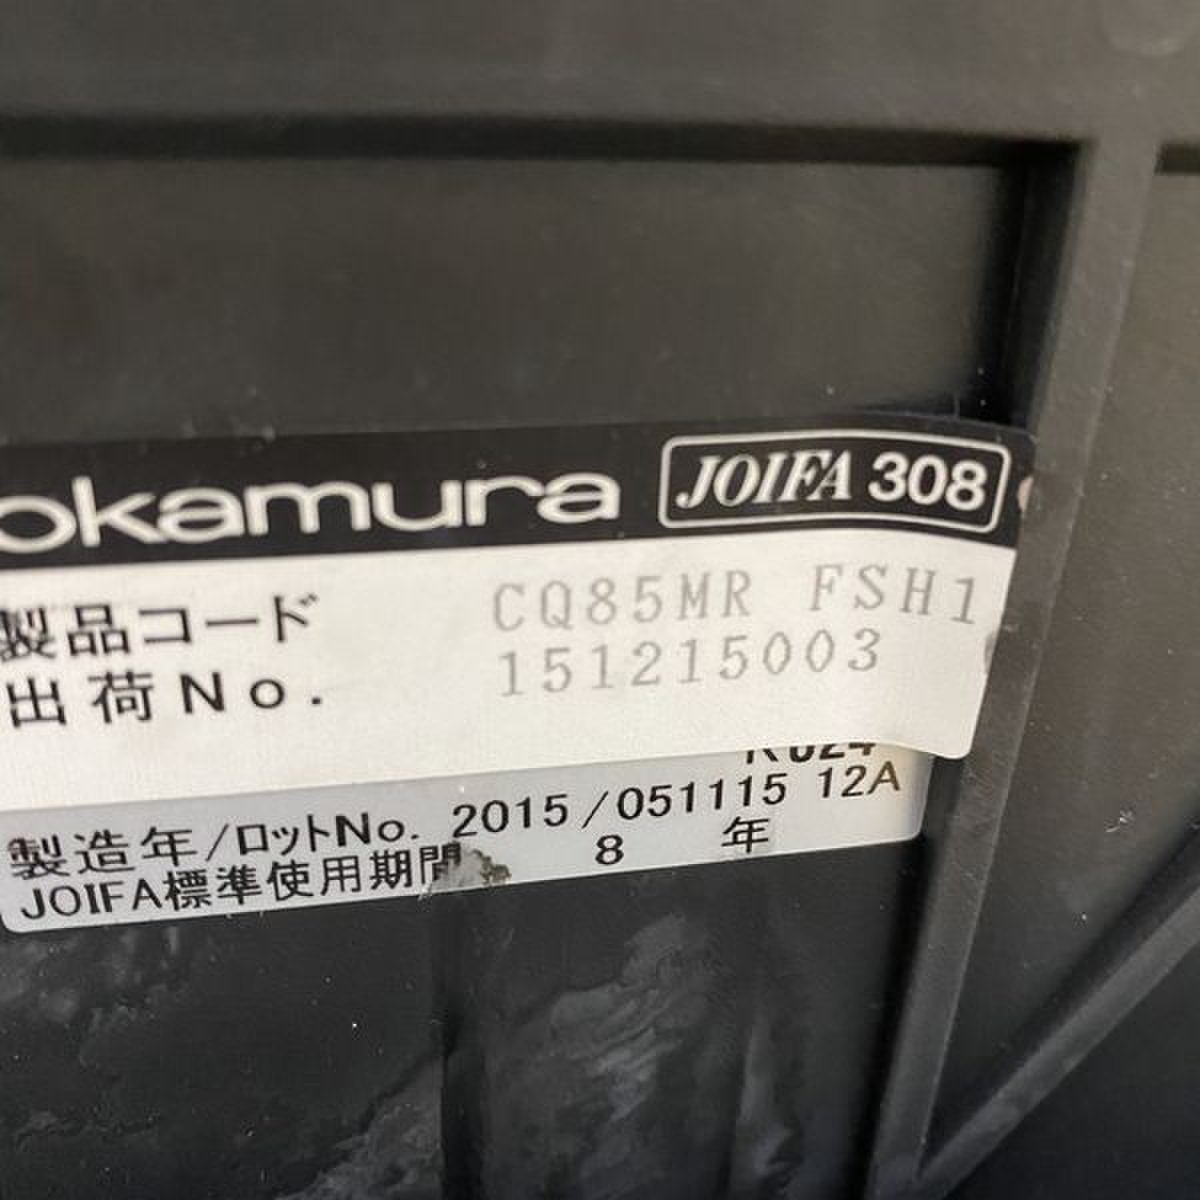 okamura JOIFA 308
製品コード CQ85MR FSH1
出荷No. 151215003
製造年/ロットNo. 2015/051115 12A
JOIFA標準使用期間 8 年